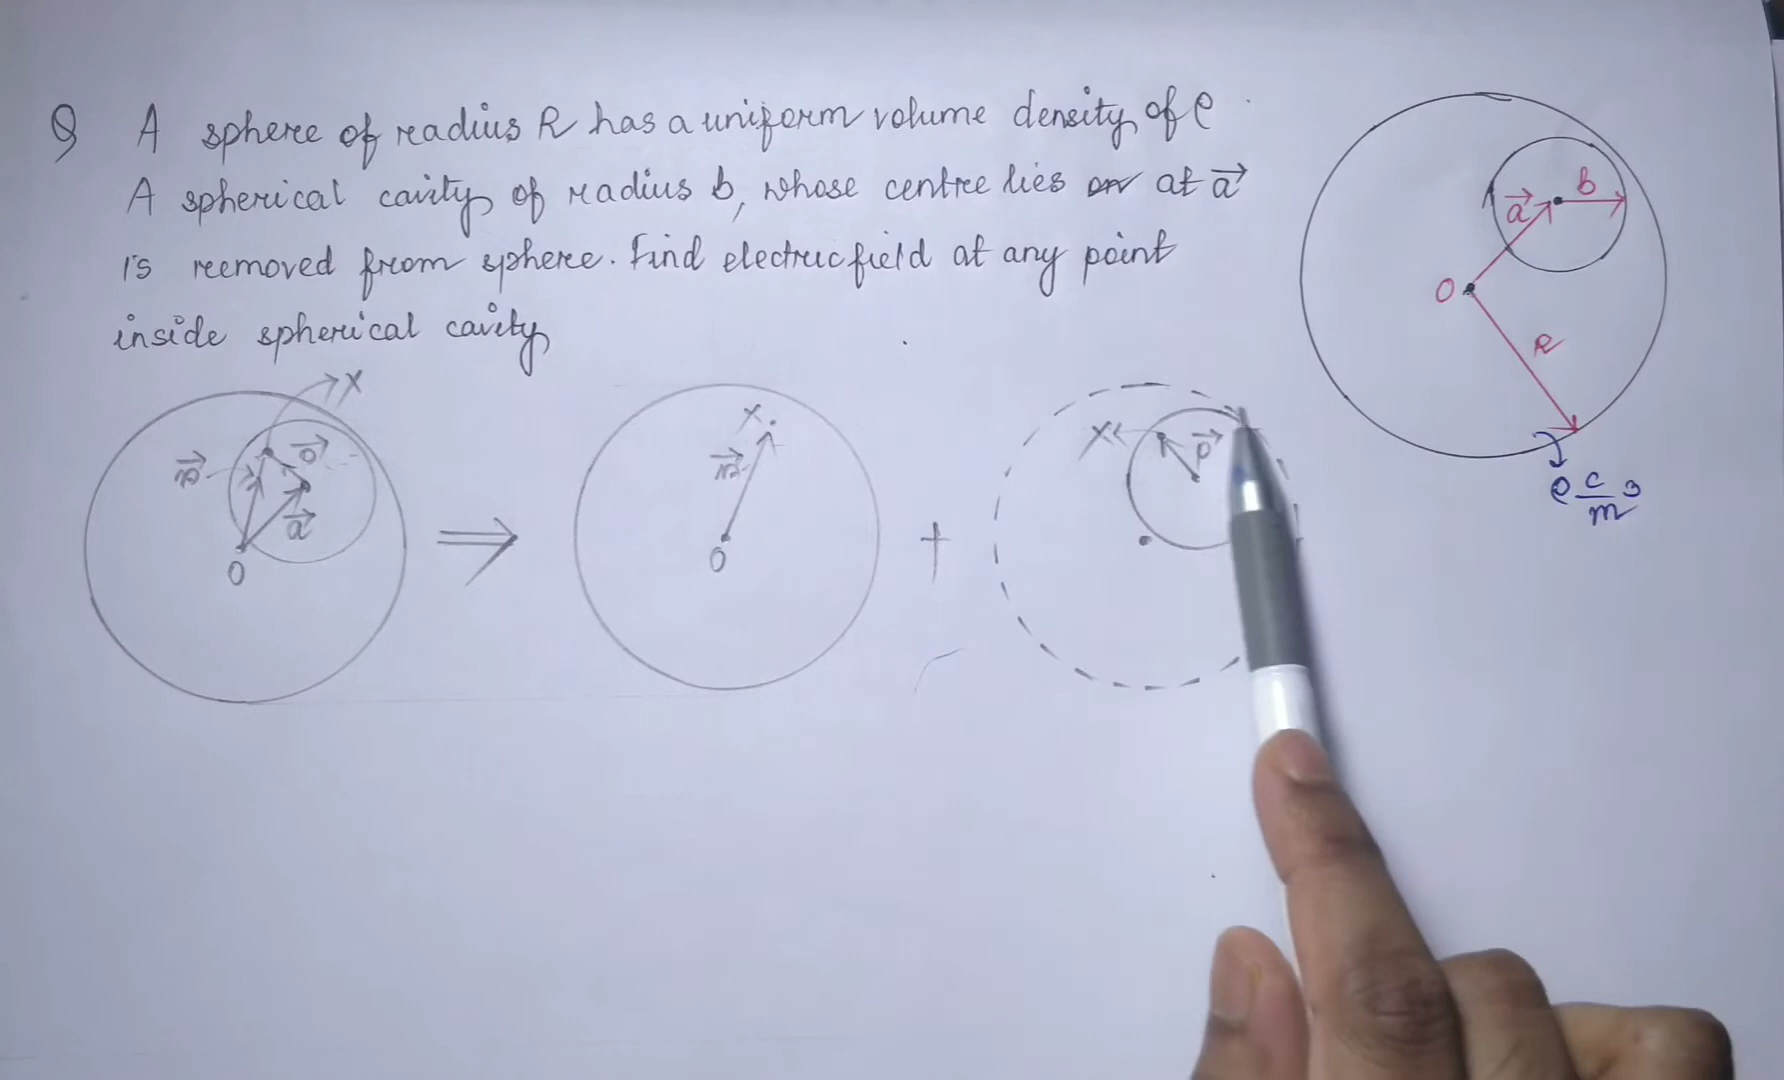 Q A sphere of radius R has a uniform volume density of ρ.
A spherical cavity of radius b, whose centre lies on at a⃗
is removed from sphere. Find electric field at any point
inside spherical cavity
a⃗ b
O
R
ρ C/m³
X
ρ⃗
a⃗
O
⇒
X
O
+
X
ρ⃗